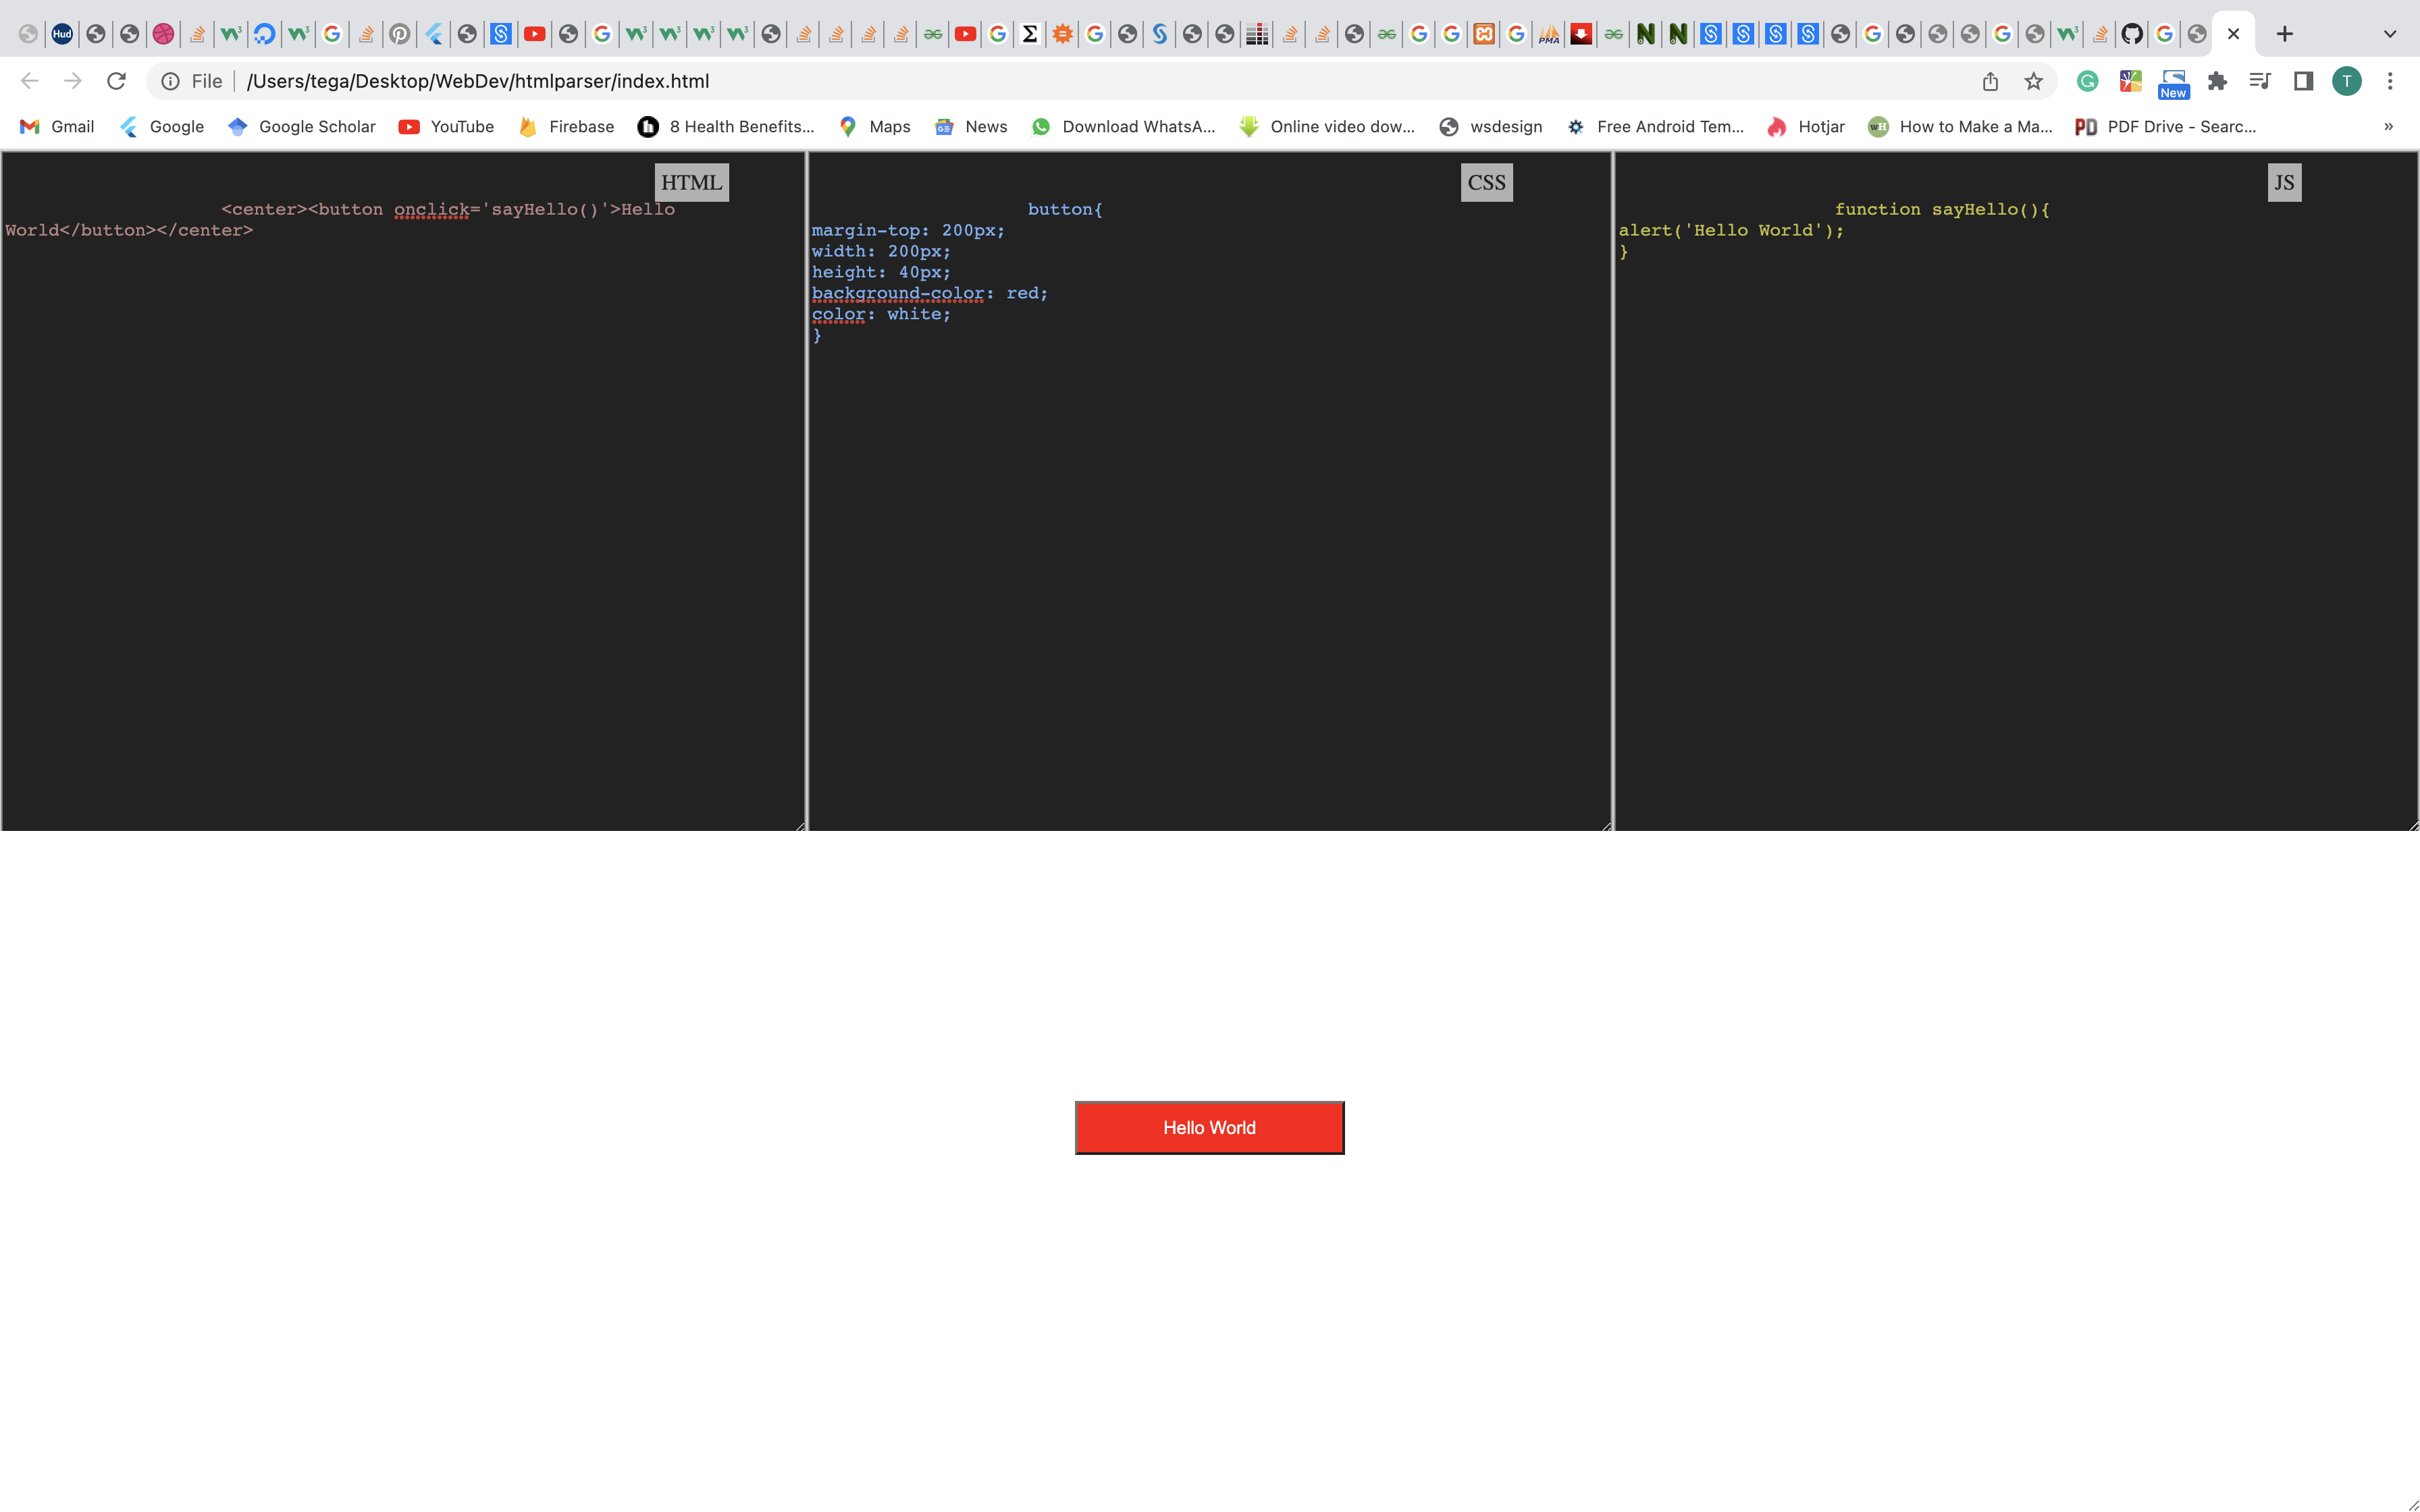 Hud
PMA
File /Users/tega/Desktop/WebDev/htmlparser/index.html
New
T
Gmail Google Google Scholar YouTube Firebase 8 Health Benefits... Maps News Download WhatsA... Online video dow... wsdesign Free Android Tem... Hotjar How to Make a Ma... PDF Drive - Searc... »
HTML
<center><button onclick='sayHello()'>Hello
World</button></center>
CSS
button{
margin-top: 200px;
width: 200px;
height: 40px;
background-color: red;
color: white;
}
JS
function sayHello(){
alert('Hello World');
}
Hello World